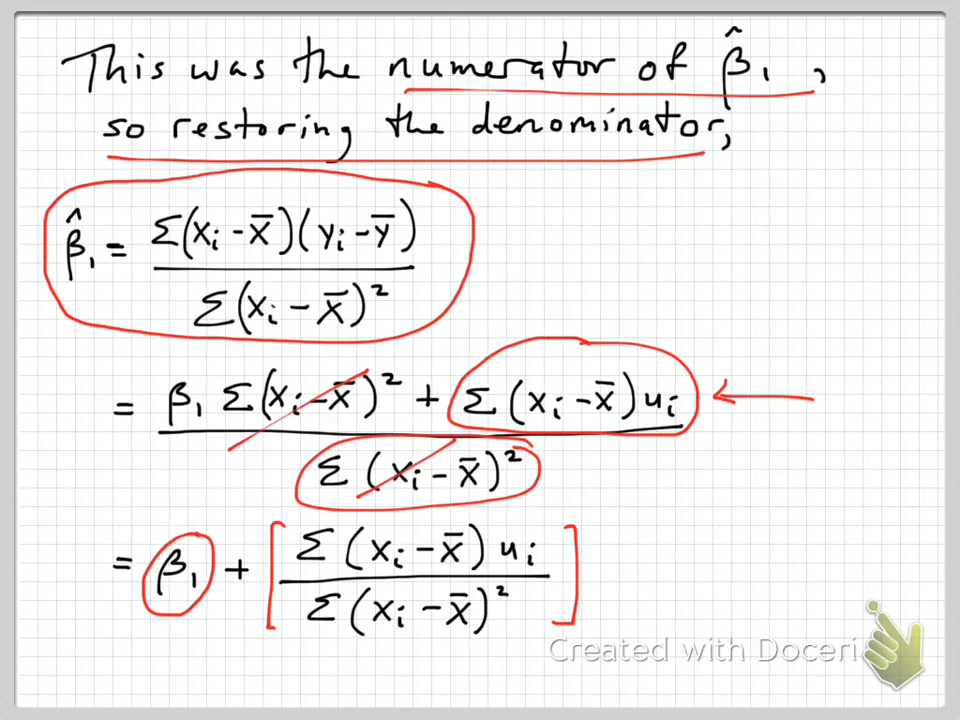 This was the numerator of β̂₁,
so restoring the denominator,
β̂₁ = Σ(xᵢ - x̄)(yᵢ - ȳ) / Σ(xᵢ - x̄)²
= β₁ Σ(xᵢ - x̄)² + Σ(xᵢ - x̄)uᵢ / Σ(xᵢ - x̄)²
= β₁ + [Σ(xᵢ - x̄)uᵢ / Σ(xᵢ - x̄)²]
Created with Doceri